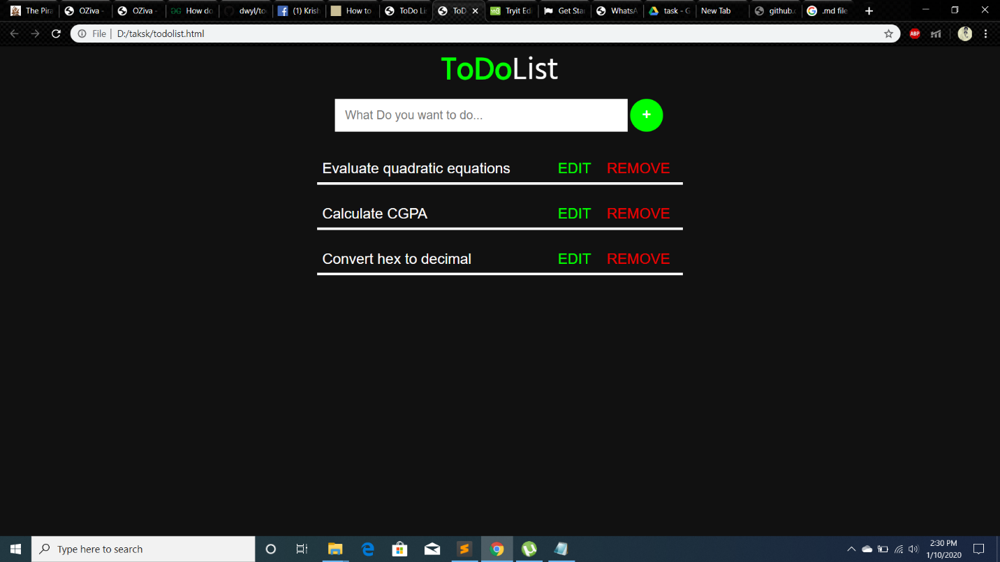 The Pira
OZiva -
OZiva -
How do
dwyl/to
(1) Krish
How to
ToDo Li
ToD
Tryit Edi
Get Star
WhatsA
task - G
New Tab
github.c
.md file
File | D:/taksk/todolist.html
ABP
ToDoList
What Do you want to do...
+
Evaluate quadratic equations EDIT REMOVE
Calculate CGPA EDIT REMOVE
Convert hex to decimal EDIT REMOVE
Type here to search
2:30 PM
1/10/2020